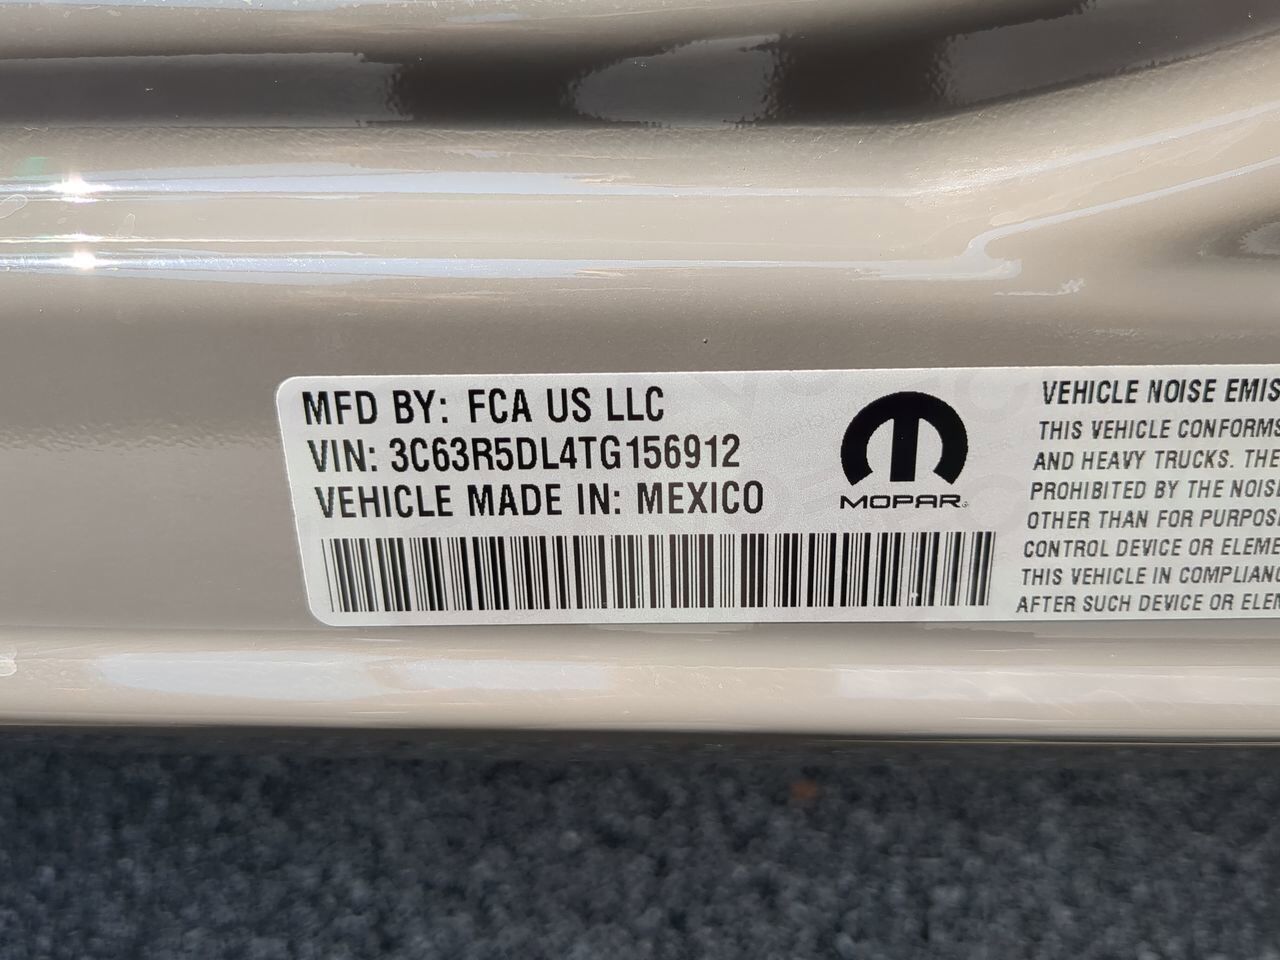 MFD BY: FCA US LLC
VIN: 3C63R5DL4TG156912
VEHICLE MADE IN: MEXICO
MOPAR
VEHICLE NOISE EMIS
THIS VEHICLE CONFORMS
AND HEAVY TRUCKS. THE
PROHIBITED BY THE NOISE
OTHER THAN FOR PURPOSE
CONTROL DEVICE OR ELEME
THIS VEHICLE IN COMPLIANC
AFTER SUCH DEVICE OR ELEM